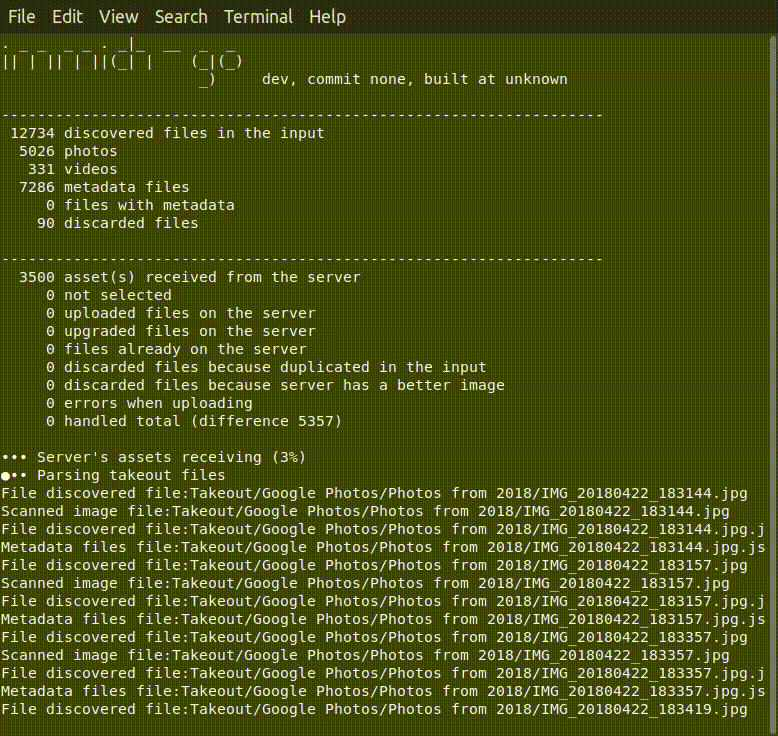 File Edit View Search Terminal Help
. _ _  _ _ . _|_  __  _  _
|| | || | ||(_| |    (_|(_)
                      _)     dev, commit none, built at unknown
-------------------------------------------------------------------
12734 discovered files in the input
5026 photos
331 videos
7286 metadata files
0 files with metadata
90 discarded files
-------------------------------------------------------------------
3500 asset(s) received from the server
0 not selected
0 uploaded files on the server
0 upgraded files on the server
0 files already on the server
0 discarded files because duplicated in the input
0 discarded files because server has a better image
0 errors when uploading
0 handled total (difference 5357)
••• Server's assets receiving (3%)
●•• Parsing takeout files
File discovered file:Takeout/Google Photos/Photos from 2018/IMG_20180422_183144.jpg
Scanned image file:Takeout/Google Photos/Photos from 2018/IMG_20180422_183144.jpg
File discovered file:Takeout/Google Photos/Photos from 2018/IMG_20180422_183144.jpg.j
Metadata files file:Takeout/Google Photos/Photos from 2018/IMG_20180422_183144.jpg.js
File discovered file:Takeout/Google Photos/Photos from 2018/IMG_20180422_183157.jpg
Scanned image file:Takeout/Google Photos/Photos from 2018/IMG_20180422_183157.jpg
File discovered file:Takeout/Google Photos/Photos from 2018/IMG_20180422_183157.jpg.j
Metadata files file:Takeout/Google Photos/Photos from 2018/IMG_20180422_183157.jpg.js
File discovered file:Takeout/Google Photos/Photos from 2018/IMG_20180422_183357.jpg
Scanned image file:Takeout/Google Photos/Photos from 2018/IMG_20180422_183357.jpg
File discovered file:Takeout/Google Photos/Photos from 2018/IMG_20180422_183357.jpg.j
Metadata files file:Takeout/Google Photos/Photos from 2018/IMG_20180422_183357.jpg.js
File discovered file:Takeout/Google Photos/Photos from 2018/IMG_20180422_183419.jpg